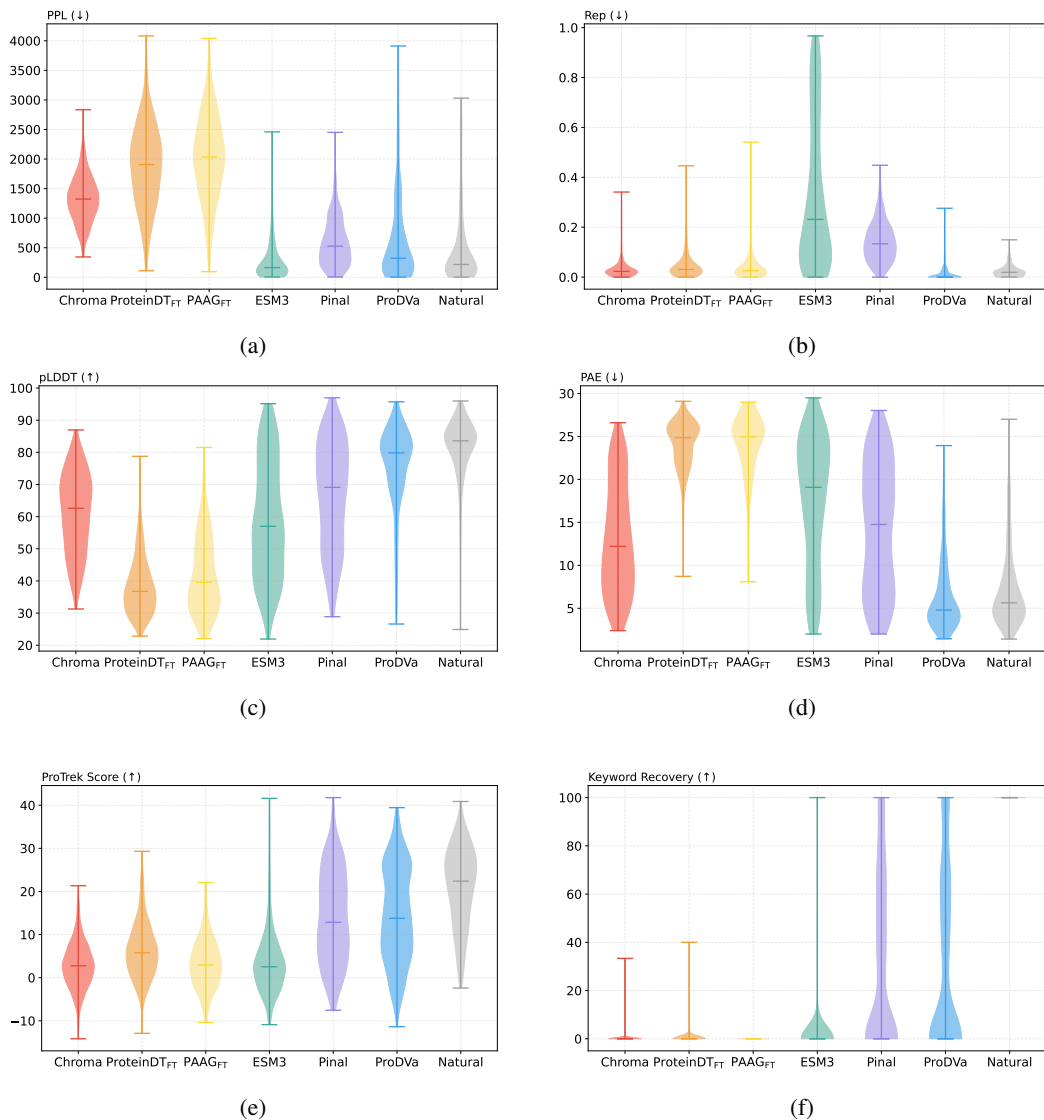 PPL (↓)
4000
3500
3000
2500
2000
1500
1000
500
0
Chroma ProteinDT_FT PAAG_FT ESM3 Pinal ProDVa Natural
(a)
Rep (↓)
1.0
0.8
0.6
0.4
0.2
0.0
Chroma ProteinDT_FT PAAG_FT ESM3 Pinal ProDVa Natural
(b)
pLDDT (↑)
100
90
80
70
60
50
40
30
20
Chroma ProteinDT_FT PAAG_FT ESM3 Pinal ProDVa Natural
(c)
PAE (↓)
30
25
20
15
10
5
Chroma ProteinDT_FT PAAG_FT ESM3 Pinal ProDVa Natural
(d)
ProTrek Score (↑)
40
30
20
10
0
−10
Chroma ProteinDT_FT PAAG_FT ESM3 Pinal ProDVa Natural
(e)
Keyword Recovery (↑)
100
80
60
40
20
0
Chroma ProteinDT_FT PAAG_FT ESM3 Pinal ProDVa Natural
(f)